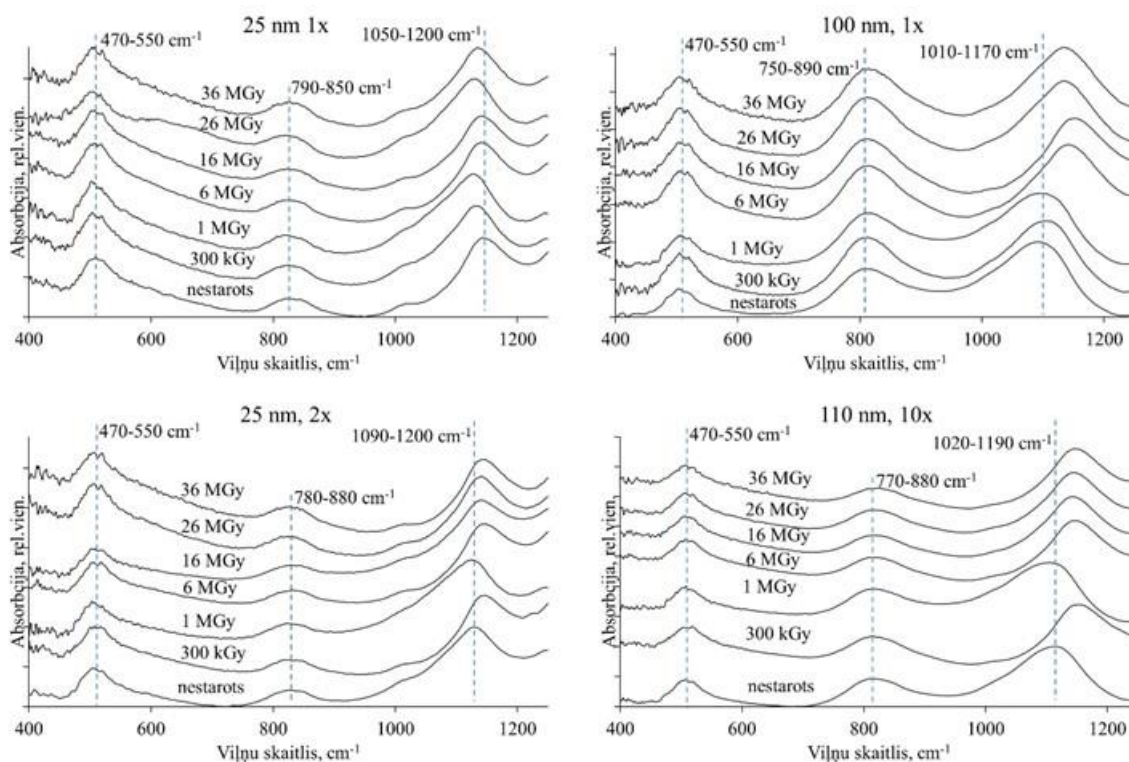 25 nm 1x
470-550 cm-1
1050-1200 cm-1
790-850 cm-1
36 MGy
26 MGy
16 MGy
6 MGy
1 MGy
300 kGy
nestarots
Absorbcija, rel.vien.
400 600 800 1000 1200
Viļņu skaitlis, cm-1
100 nm, 1x
470-550 cm-1
1010-1170 cm-1
750-890 cm-1
36 MGy
26 MGy
16 MGy
6 MGy
1 MGy
300 kGy
nestarots
Absorbcija, rel.vien.
400 600 800 1000 1200
Viļņu skaitlis, cm-1
25 nm, 2x
470-550 cm-1
1090-1200 cm-1
780-880 cm-1
36 MGy
26 MGy
16 MGy
6 MGy
1 MGy
300 kGy
nestarots
Absorbcija, rel.vien.
400 600 800 1000 1200
Viļņu skaitlis, cm-1
110 nm, 10x
470-550 cm-1
1020-1190 cm-1
770-880 cm-1
36 MGy
26 MGy
16 MGy
6 MGy
1 MGy
300 kGy
nestarots
Absorbcija, rel.vien.
400 600 800 1000 1200
Viļņu skaitlis, cm-1